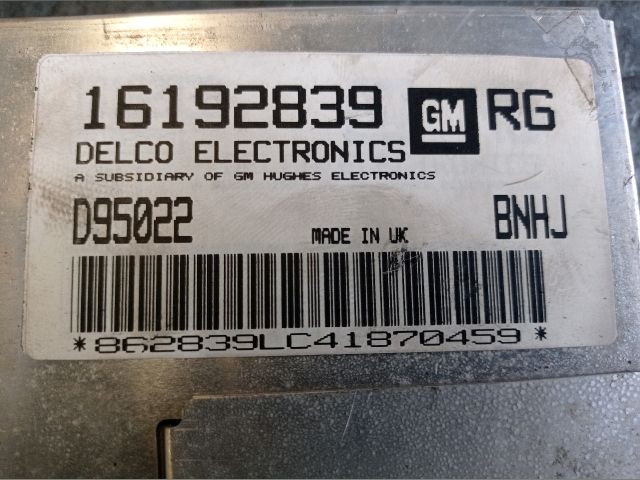 16192839 GM RG
DELCO ELECTRONICS
A SUBSIDIARY OF GM HUGHES ELECTRONICS
D95022 MADE IN UK BNHJ
*862839LC41870459*